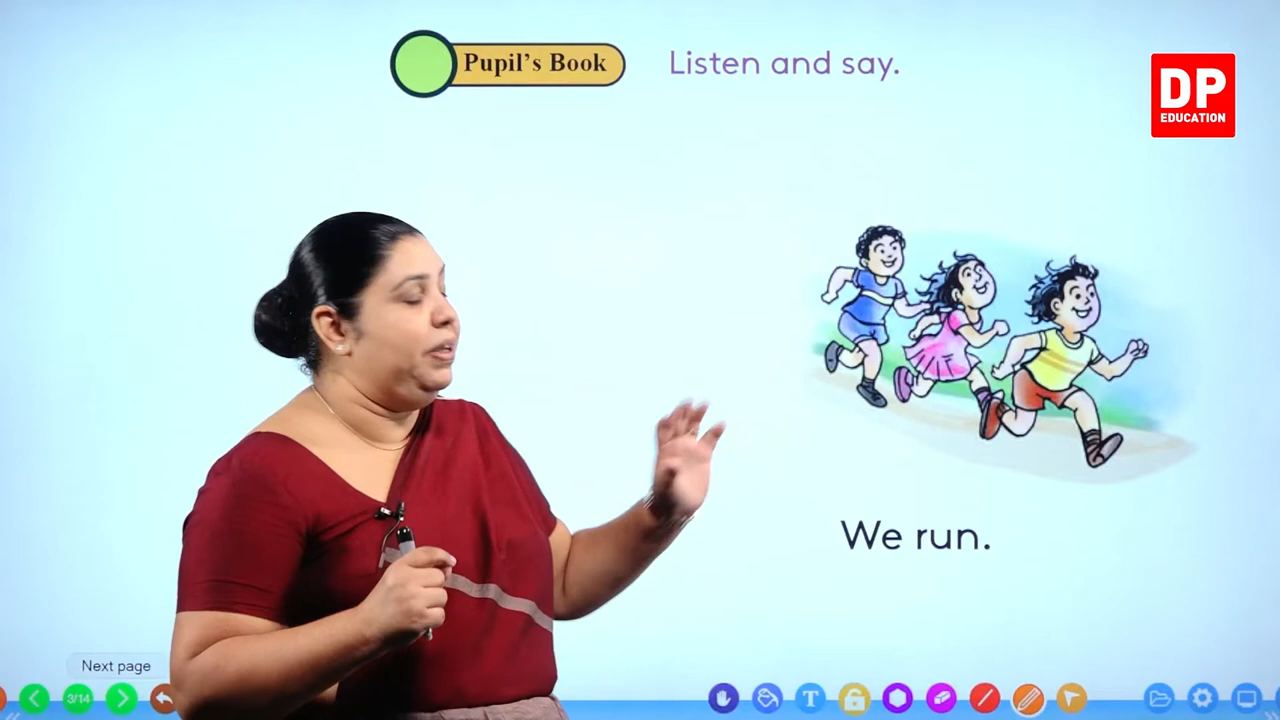 Pupil's Book
Listen and say.
DP
EDUCATION
We run.
Next page
3/14
T